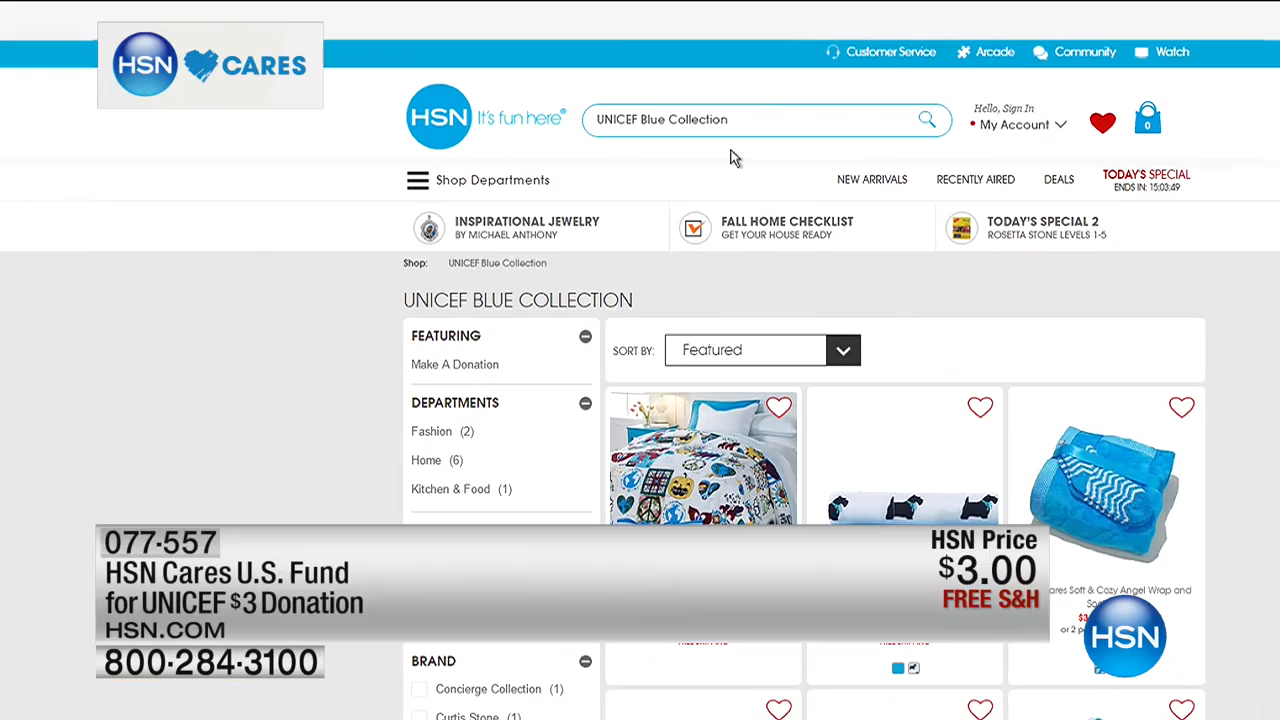 HSN CARES
Customer Service
Arcade
Community
Watch
HSN It's fun here®
UNICEF Blue Collection
Hello, Sign In
My Account
0
Shop Departments
NEW ARRIVALS
RECENTLY AIRED
DEALS
TODAY'S SPECIAL
ENDS IN: 15:03:49
INSPIRATIONAL JEWELRY
BY MICHAEL ANTHONY
FALL HOME CHECKLIST
GET YOUR HOUSE READY
TODAY'S SPECIAL 2
ROSETTA STONE LEVELS 1-5
Shop: UNICEF Blue Collection
UNICEF BLUE COLLECTION
FEATURING
Make A Donation
DEPARTMENTS
Fashion (2)
Home (6)
Kitchen & Food (1)
SORT BY: Featured
077-557
HSN Cares U.S. Fund
for UNICEF $3 Donation
HSN.COM
800-284-3100
HSN Price
$3.00
FREE S&H
Soft & Cozy Angel Wrap and
HSN
BRAND
Concierge Collection (1)
Curtis Stone (1)